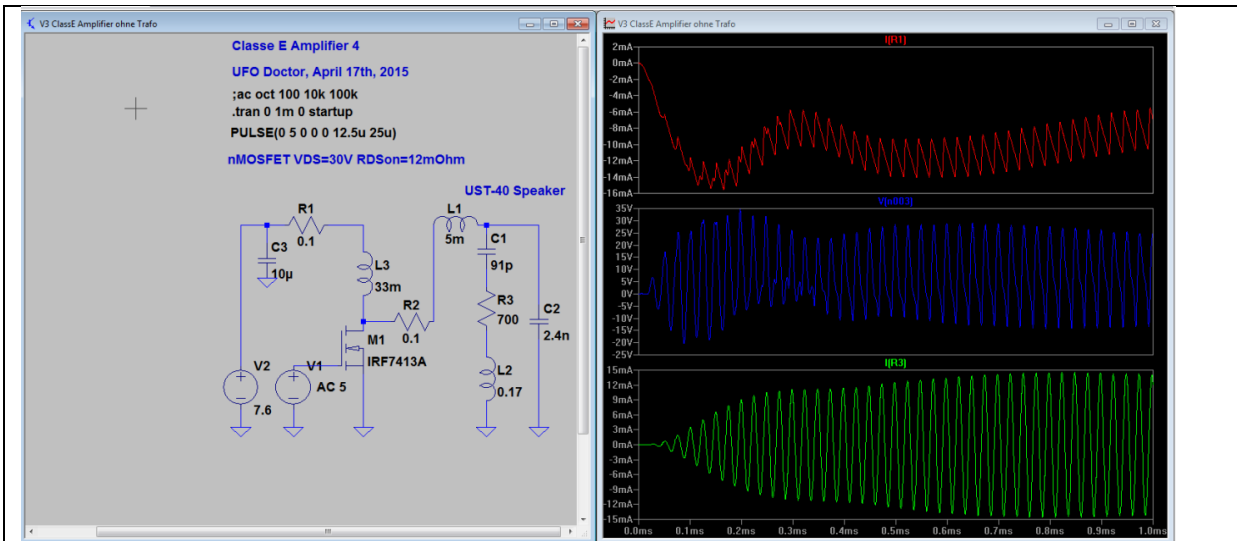 V3 ClassE Amplifier ohne Trafo
Classe E Amplifier 4
UFO Doctor, April 17th, 2015
;ac oct 100 10k 100k
.tran 0 1m 0 startup
PULSE(0 5 0 0 0 12.5u 25u)
nMOSFET VDS=30V RDSon=12mOhm
UST-40 Speaker
R1
0.1
L1
5m
C3
10µ
C1
91p
L3
33m
R2
0.1
R3
700
C2
2.4n
M1
IRF7413A
V2
7.6
V1
AC 5
L2
0.17
V3 ClassE Amplifier ohne Trafo
I(R1)
2mA
0mA
-2mA
-4mA
-6mA
-8mA
-10mA
-12mA
-14mA
-16mA
V(n003)
35V
30V
25V
20V
15V
10V
5V
0V
-5V
-10V
-15V
-20V
-25V
I(R3)
15mA
12mA
9mA
6mA
3mA
0mA
-3mA
-6mA
-9mA
-12mA
-15mA
0.0ms 0.1ms 0.2ms 0.3ms 0.4ms 0.5ms 0.6ms 0.7ms 0.8ms 0.9ms 1.0ms